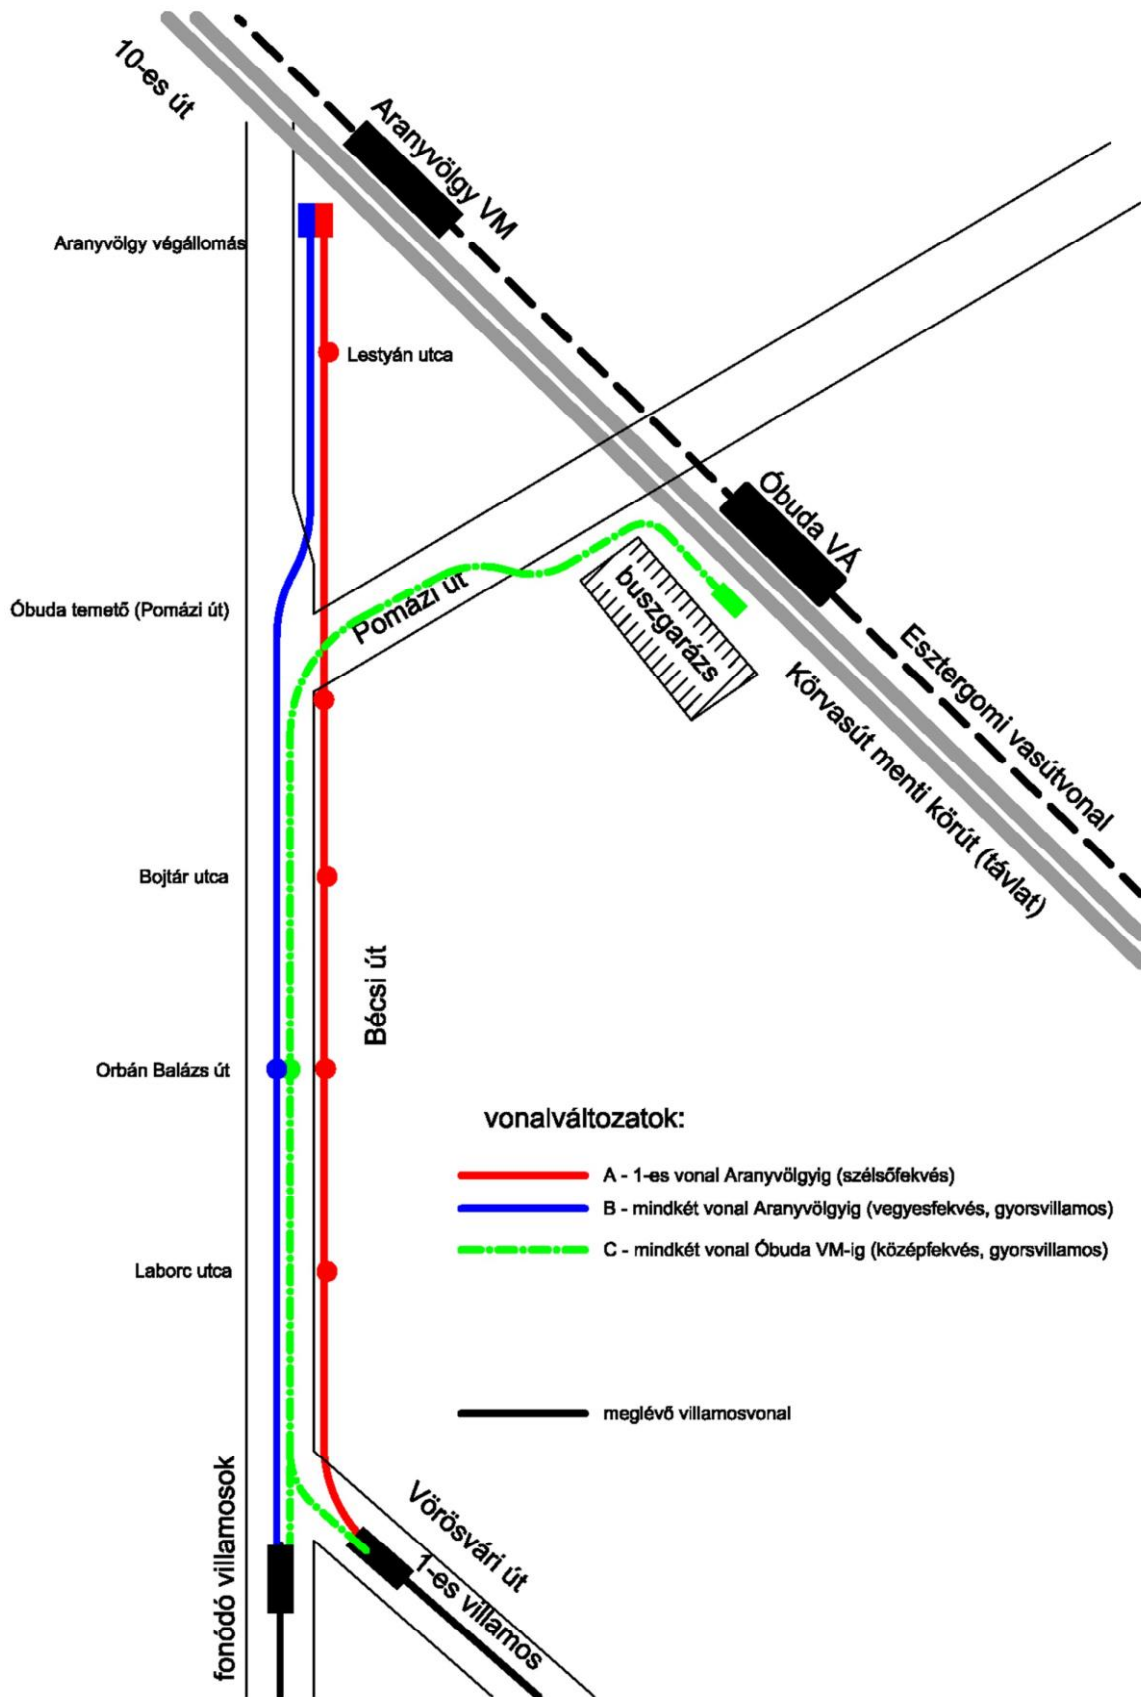 10-es út
Aranyvölgy VM
Aranyvölgy végállomás
Lestyán utca
Óbuda VÁ
buszgarázs
Pomázi út
Óbuda temető (Pomázi út)
Esztergomi vasútvonal
Körvasút menti körút (távlat)
Bojtár utca
Bécsi út
Orbán Balázs út
vonalváltozatok:
A - 1-es vonal Aranyvölgyig (szélsőfekvés)
B - mindkét vonal Aranyvölgyig (vegyesfekvés, gyorsvillamos)
C - mindkét vonal Óbuda VM-ig (középfekvés, gyorsvillamos)
Laborc utca
meglévő villamosvonal
fonódó villamosok
Vörösvári út
1-es villamos